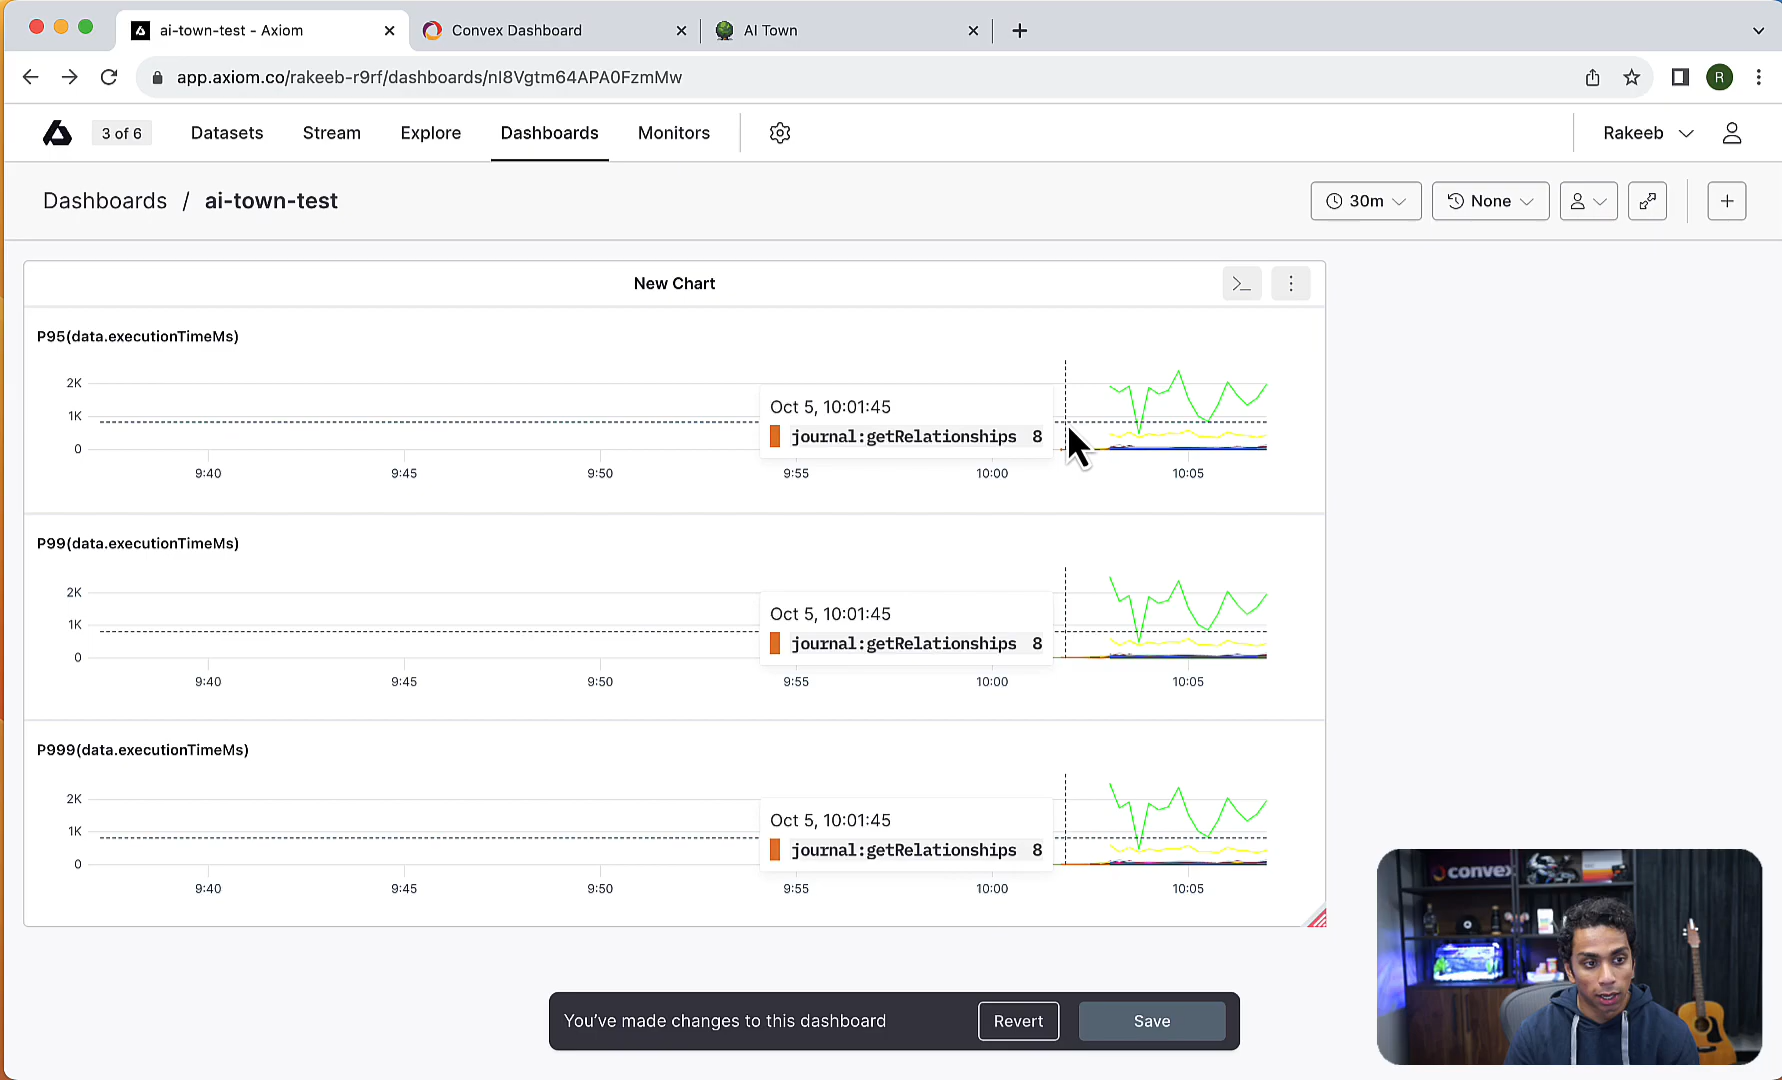 ai-town-test - Axiom
Convex Dashboard
AI Town
app.axiom.co/rakeeb-r9rf/dashboards/nI8Vgtm64APA0FzmMw
R
3 of 6
Datasets
Stream
Explore
Dashboards
Monitors
Rakeeb
Dashboards / ai-town-test
30m
None
New Chart
P95(data.executionTimeMs)
2K
1K
0
Oct 5, 10:01:45
journal:getRelationships 8
9:40
9:45
9:50
9:55
10:00
10:05
P99(data.executionTimeMs)
2K
1K
0
Oct 5, 10:01:45
journal:getRelationships 8
9:40
9:45
9:50
9:55
10:00
10:05
P999(data.executionTimeMs)
2K
1K
0
Oct 5, 10:01:45
journal:getRelationships 8
9:40
9:45
9:50
9:55
10:00
10:05
convex
You've made changes to this dashboard
Revert
Save